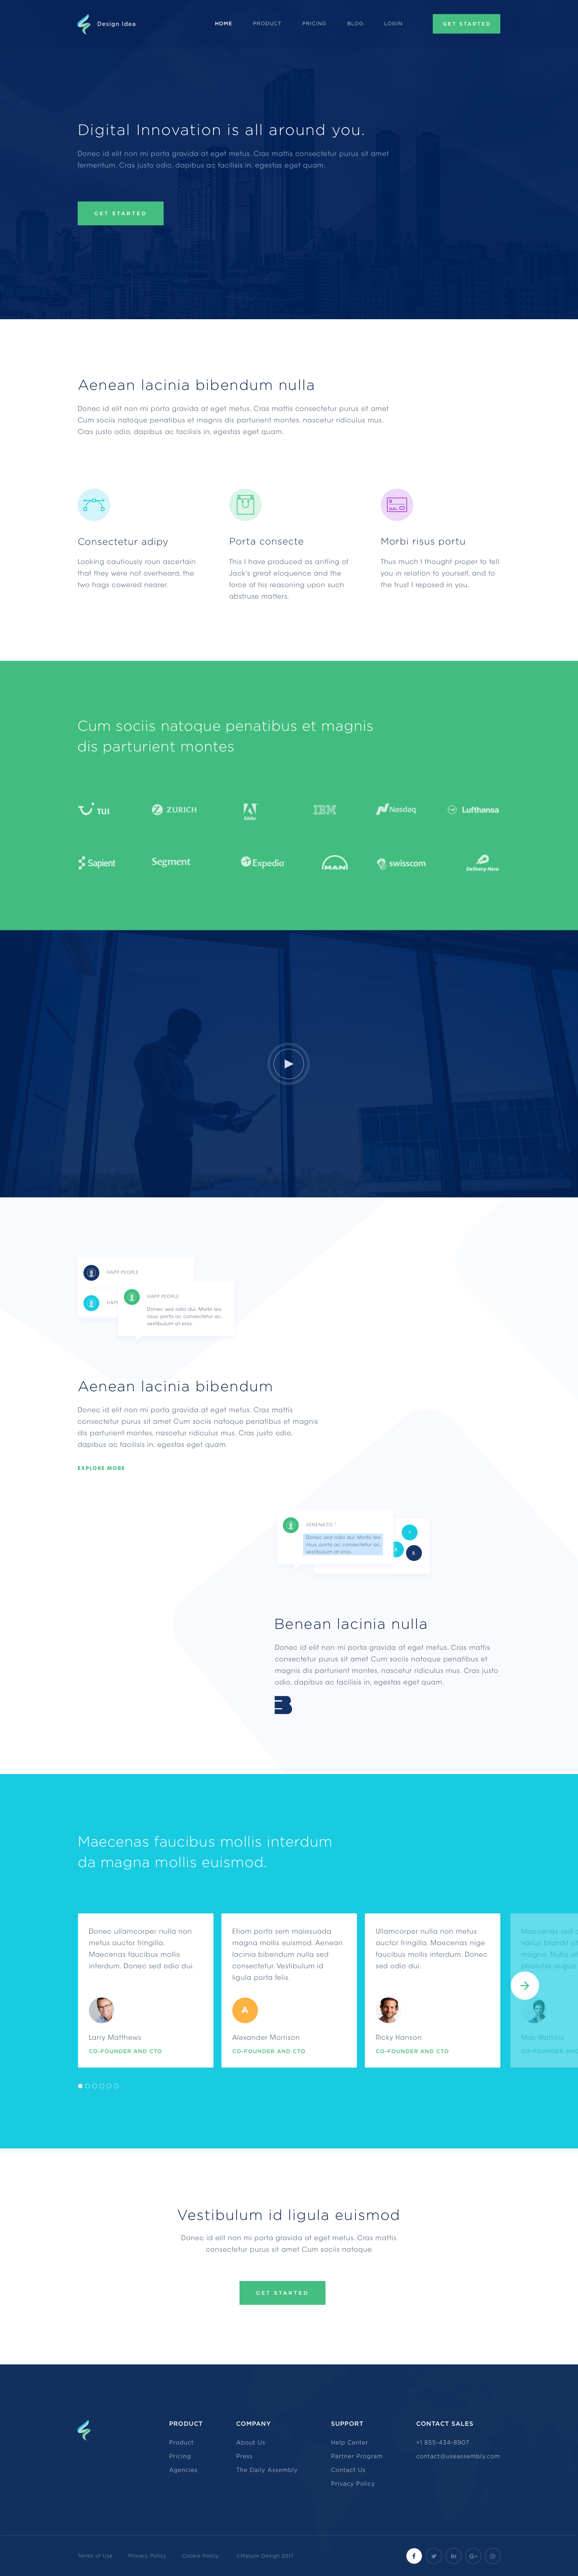 Design Idea
HOME PRODUCT PRICING BLOG LOGIN GET STARTED
Digital Innovation is all around you.
Donec id elit non mi porta gravida at eget metus. Cras mattis consectetur purus sit amet
fermentum. Cras justo odio, dapibus ac facilisis in, egestas eget quam.
GET STARTED
Aenean lacinia bibendum nulla
Donec id elit non mi porta gravida at eget metus. Cras mattis consectetur purus sit amet
Cum sociis natoque penatibus et magnis dis parturient montes, nascetur ridiculus mus.
Cras justo odio, dapibus ac facilisis in, egestas eget quam.
Consectetur adipy
Looking cautiously roun ascertain
that they were not overheard, the
two hags cowered nearer.
Porta consecte
This I have produced as antling of
Jack's great eloquence and the
force of his reasoning upon such
abstruse matters.
Morbi risus portu
Thus much I thought proper to tell
you in relation to yourself, and to
the trust I reposed in you.
Cum sociis natoque penatibus et magnis
dis parturient montes
TUI ZURICH Adobe IBM Nasdaq Lufthansa
Sapient Segment Expedia MAN swisscom Delivery Hero
HAPP PEOPLE
HAPP
HAPP PEOPLE
Donec sed odio dui. Morbi leo
risus, porta ac consectetur ac,
vestibulum at eros.
Aenean lacinia bibendum
Donec id elit non mi porta gravida at eget metus. Cras mattis
consectetur purus sit amet Cum sociis natoque penatibus et magnis
dis parturient montes, nascetur ridiculus mus. Cras justo odio,
dapibus ac facilisis in, egestas eget quam.
EXPLORE MORE
VENENATIS
Donec sed odio dui. Morbi leo
risus, porta ac consectetur ac,
vestibulum at eros.
Benean lacinia nulla
Donec id elit non mi porta gravida at eget metus. Cras mattis
consectetur purus sit amet Cum sociis natoque penatibus et
magnis dis parturient montes, nascetur ridiculus mus. Cras justo
odio, dapibus ac facilisis in, egestas eget quam.
B
Maecenas faucibus mollis interdum
da magna mollis euismod.
Donec ullamcorper nulla non
metus auctor fringilla.
Maecenas faucibus mollis
interdum. Donec sed odio dui.
Larry Matthews
CO-FOUNDER AND CTO
Etiam porta sem malesuada
magna mollis euismod. Aenean
lacinia bibendum nulla sed
consectetur. Vestibulum id
ligula porta felis.
A
Alexander Morrison
CO-FOUNDER AND CTO
Ullamcorper nulla non metus
auctor fringilla. Maecenas nige
faucibus mollis interdum. Donec
sed odio dui.
Ricky Hanson
CO-FOUNDER AND CTO
Maecenas sed
varius blandit
magna. Nulla
pharetra augue
Max Watkins
CO-FOUNDER AND
Vestibulum id ligula euismod
Donec id elit non mi porta gravida at eget metus. Cras mattis
consectetur purus sit amet Cum sociis natoque
GET STARTED
PRODUCT
Product
Pricing
Agencies
COMPANY
About Us
Press
The Daily Assembly
SUPPORT
Help Center
Partner Program
Contact Us
Privacy Policy
CONTACT SALES
+1 855-434-8907
contact@useassembly.com
Terms of Use Privacy Policy Cookie Policy ©Masum Design 2017